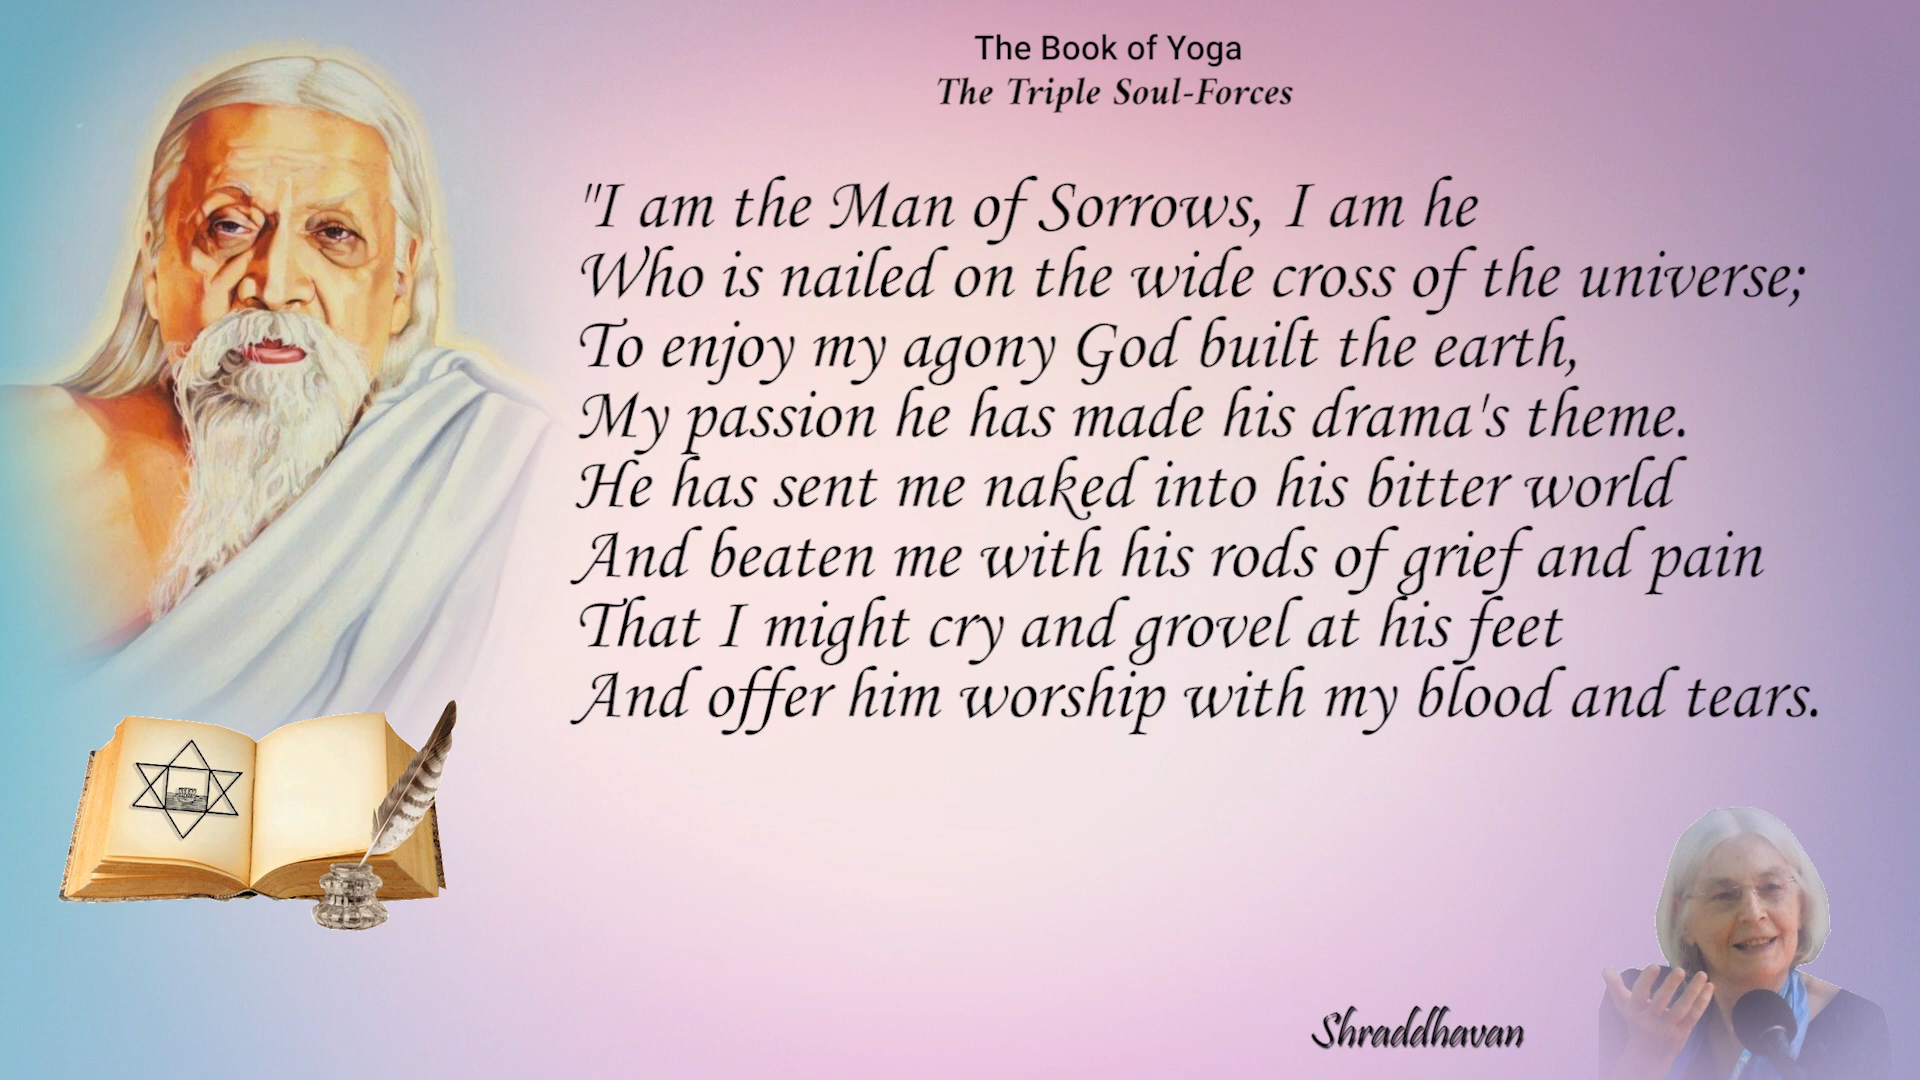 The Book of Yoga
The Triple Soul-Forces
"I am the Man of Sorrows, I am he
Who is nailed on the wide cross of the universe;
To enjoy my agony God built the earth,
My passion he has made his drama's theme.
He has sent me naked into his bitter world
And beaten me with his rods of grief and pain
That I might cry and grovel at his feet
And offer him worship with my blood and tears.
Shraddhavan